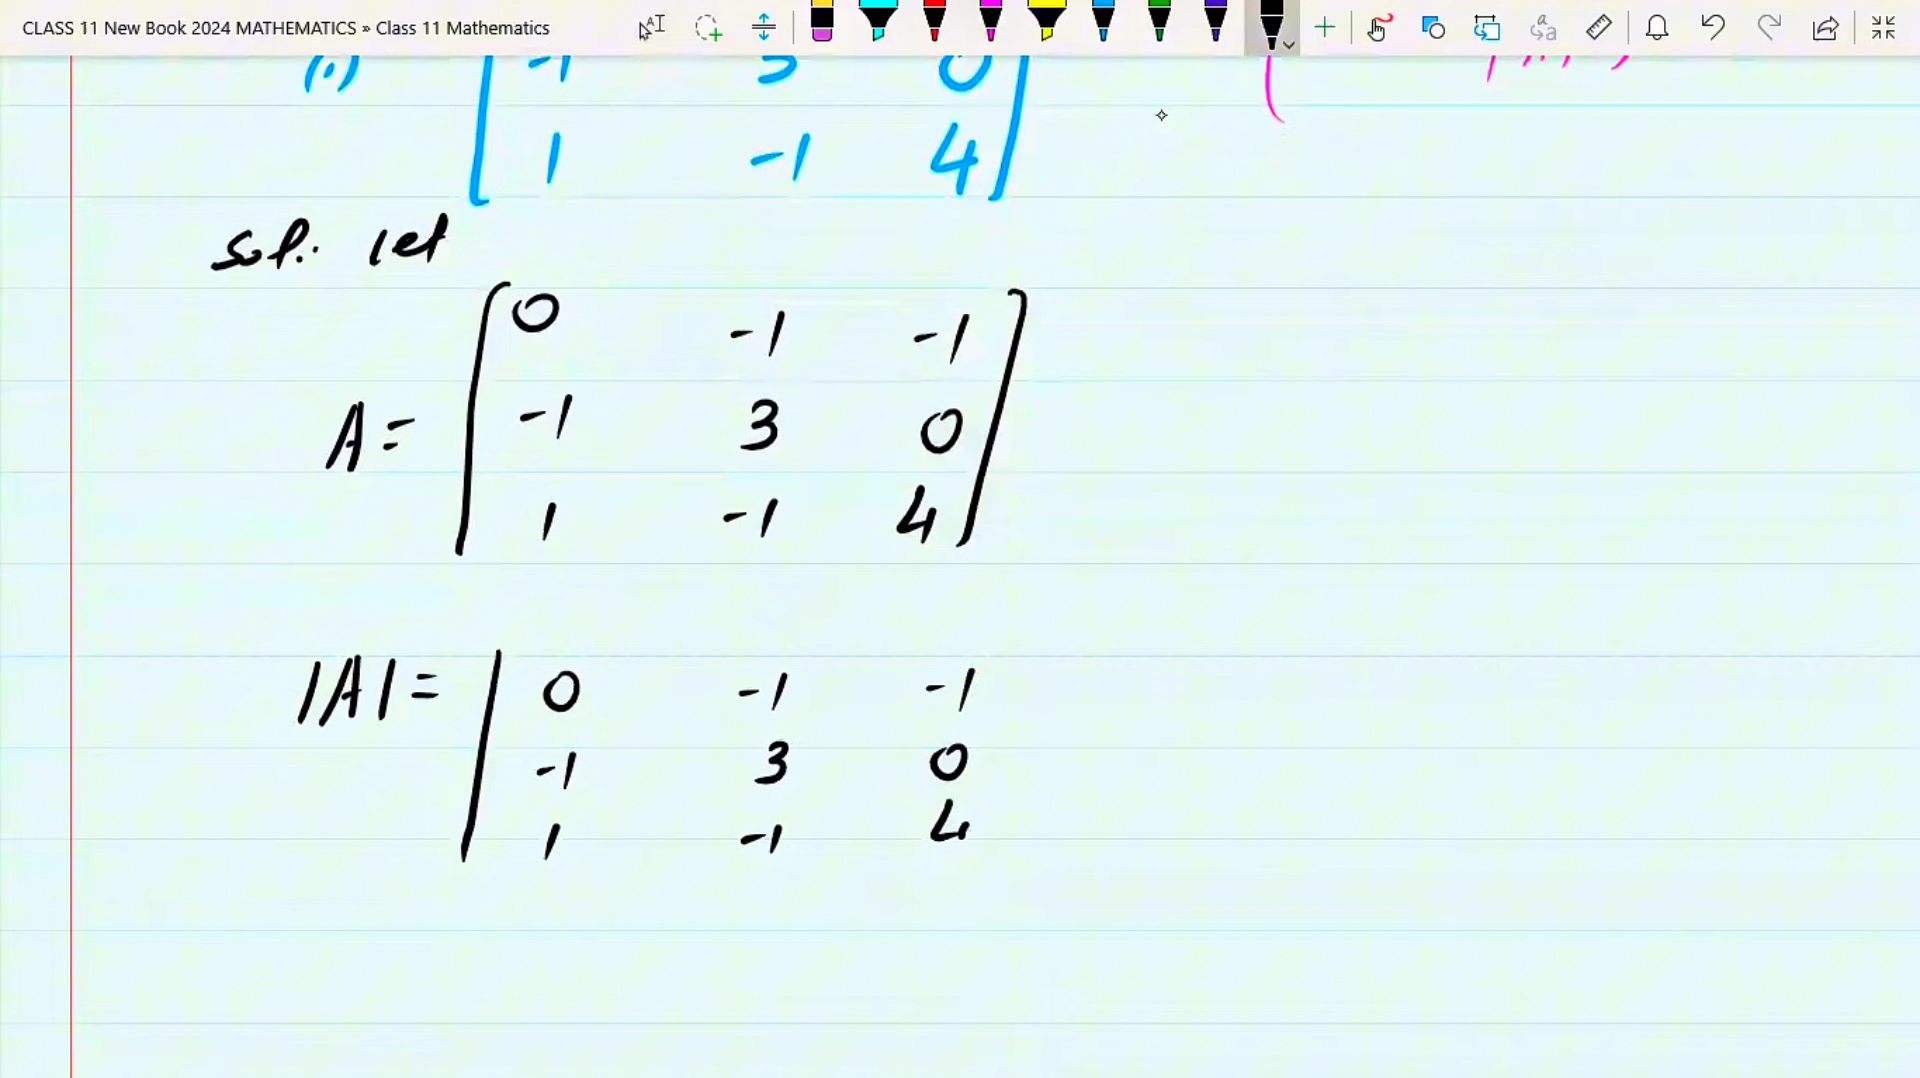 CLASS 11 New Book 2024 MATHEMATICS » Class 11 Mathematics
-1 3 0
1 -1 4
sol: let
0 -1 -1
A= -1 3 0
1 -1 4
|A|= 0 -1 -1
-1 3 0
1 -1 4